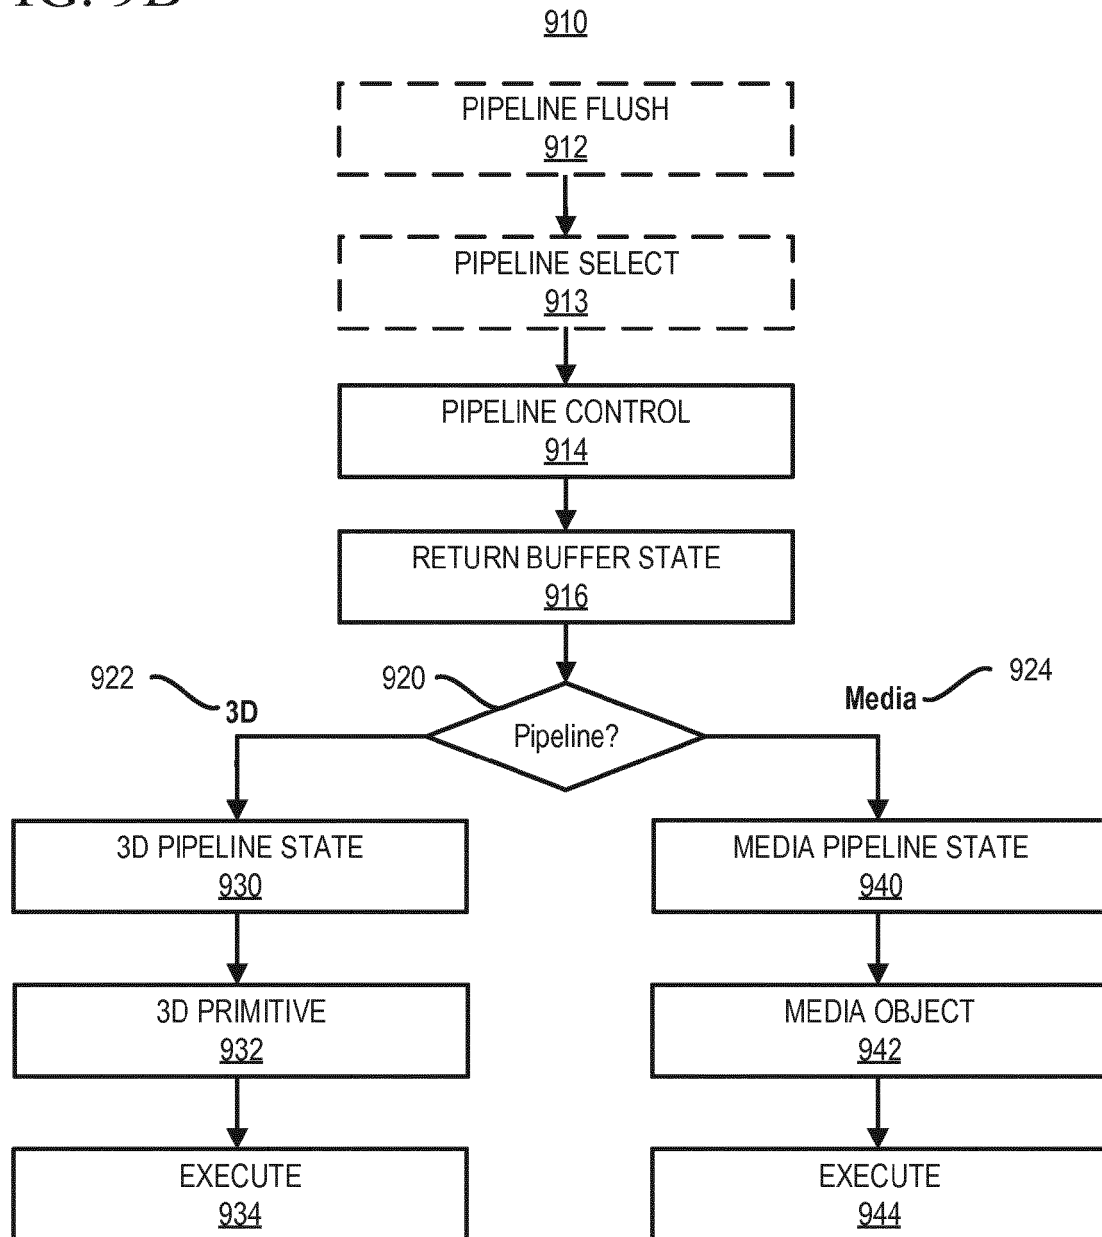 910
PIPELINE FLUSH
912
PIPELINE SELECT
913
PIPELINE CONTROL
914
RETURN BUFFER STATE
916
922
920
924
3D
Media
Pipeline?
3D PIPELINE STATE
930
MEDIA PIPELINE STATE
940
3D PRIMITIVE
932
MEDIA OBJECT
942
EXECUTE
934
EXECUTE
944